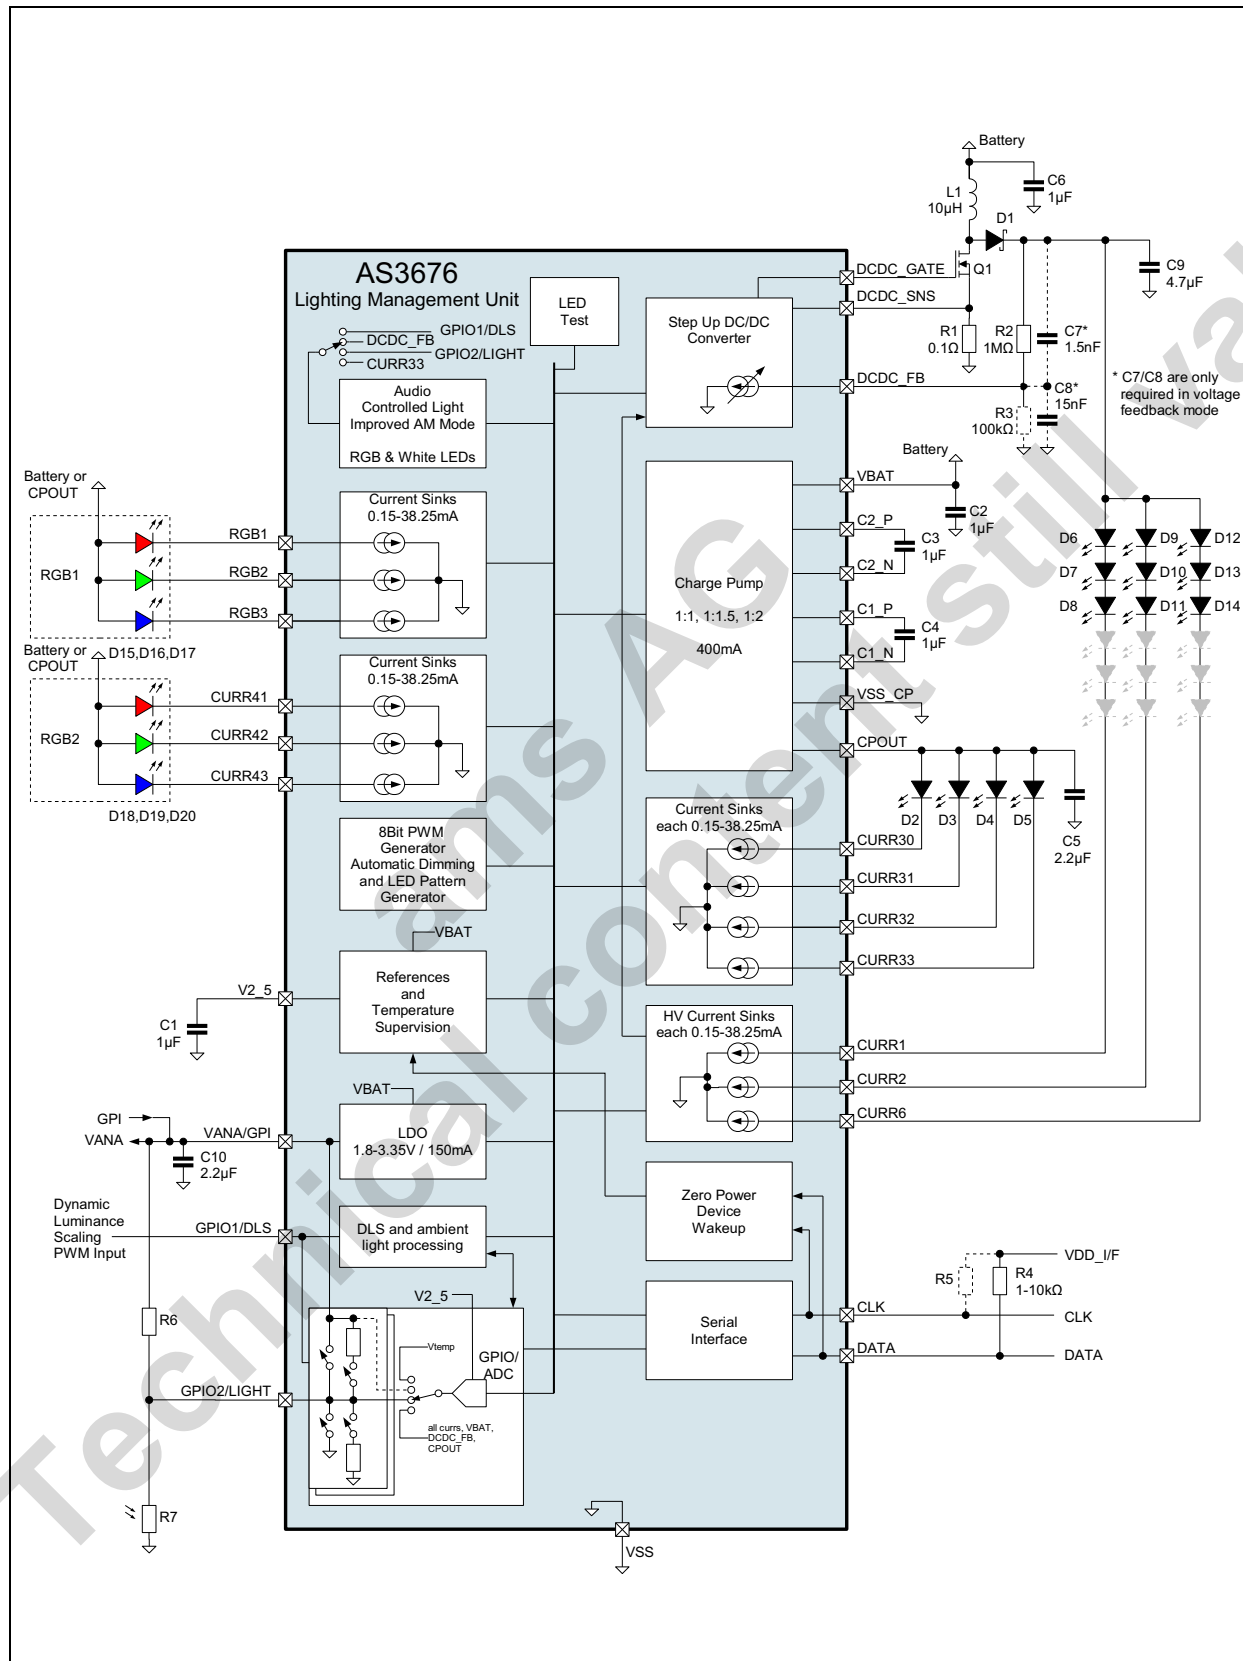 Battery
C6
1µF
L1
10µH
D1
AS3676
Lighting Management Unit
LED
Test
DCDC_GATE
Q1
C9
4.7µF
DCDC_SNS
Step Up DC/DC
Converter
GPIO1/DLS
DCDC_FB
GPIO2/LIGHT
CURR33
R1
0.1Ω
R2
1MΩ
C7*
1.5nF
DCDC_FB
C8*
15nF
* C7/C8 are only
required in voltage
feedback mode
R3
100kΩ
Audio
Controlled Light
Improved AM Mode
RGB & White LEDs
Battery
VBAT
C2
1µF
Battery or
CPOUT
Current Sinks
0.15-38.25mA
RGB1
RGB1
RGB2
RGB3
D15,D16,D17
C2_P
C3
1µF
C2_N
Charge Pump
1:1, 1:1.5, 1:2
400mA
C1_P
C4
1µF
C1_N
VSS_CP
CPOUT
D6
D7
D8
D9
D10
D11
D12
D13
D14
Battery or
CPOUT
Current Sinks
0.15-38.25mA
RGB2
CURR41
CURR42
CURR43
D18,D19,D20
D2
D3
D4
D5
C5
2.2µF
Current Sinks
each 0.15-38.25mA
CURR30
CURR31
CURR32
CURR33
8Bit PWM
Generator
Automatic Dimming
and LED Pattern
Generator
VBAT
References
and
Temperature
Supervision
V2_5
C1
1µF
HV Current Sinks
each 0.15-38.25mA
CURR1
CURR2
CURR6
VBAT
LDO
1.8-3.35V / 150mA
GPI
VANA
VANA/GPI
C10
2.2µF
Zero Power
Device
Wakeup
Dynamic
Luminance
Scaling
PWM Input
GPIO1/DLS
DLS and ambient
light processing
VDD_I/F
R5
R4
1-10kΩ
V2_5
R6
Serial
Interface
CLK
CLK
DATA
DATA
Vtemp
GPIO/
ADC
GPIO2/LIGHT
all currs, VBAT,
DCDC_FB,
CPOUT
R7
VSS
ams AG
Technical content still va